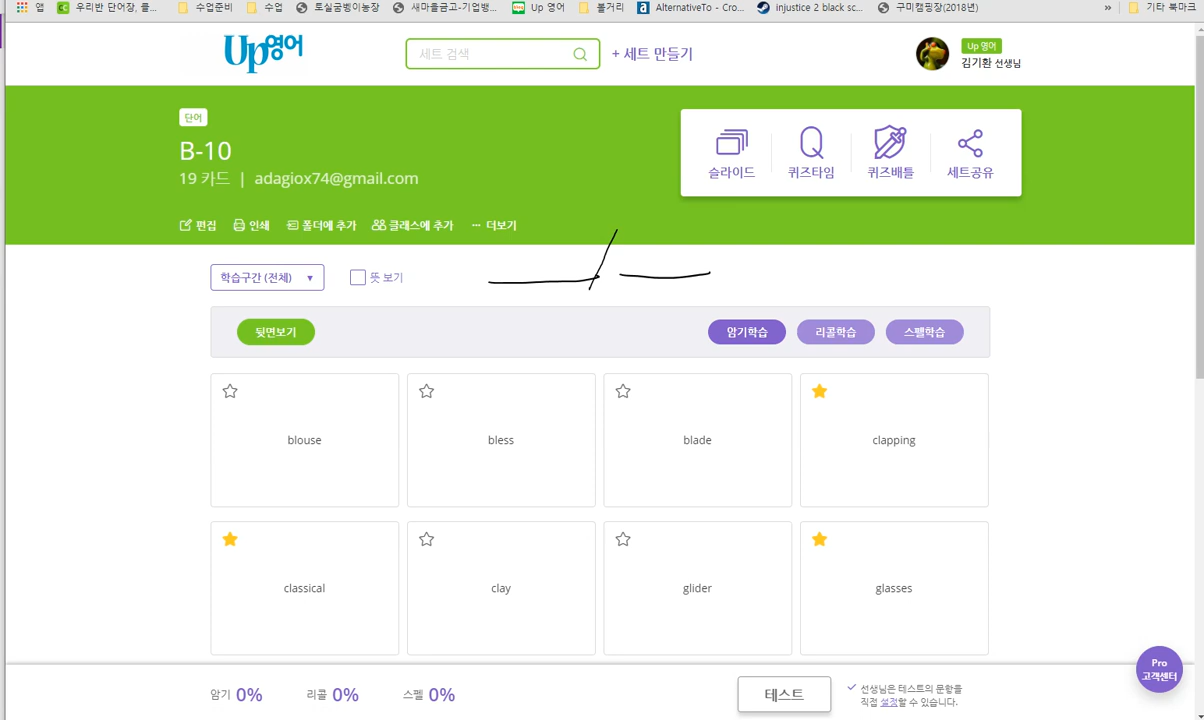 앱 우리반 단어장, 클... 수업준비 수업 토실굼벵이농장 새마을금고-기업뱅... Up 영어 볼거리 AlternativeTo - Cro... injustice 2 black sc... 구미캠핑장(2018년) » 기타 북마크
Up영어 세트 검색 + 세트 만들기 Up 영어
김기환 선생님
단어
B-10
19 카드 | adagiox74@gmail.com
슬라이드 퀴즈타임 퀴즈배틀 세트공유
편집 인쇄 폴더에 추가 클래스에 추가 ··· 더보기
학습구간 (전체) ▼ 뜻 보기
뒷면보기 암기학습 리콜학습 스펠학습
blouse bless blade clapping
classical clay glider glasses
Pro
고객센터
암기 0% 리콜 0% 스펠 0% 테스트 선생님은 테스트의 문항을
직접 설정할 수 있습니다.